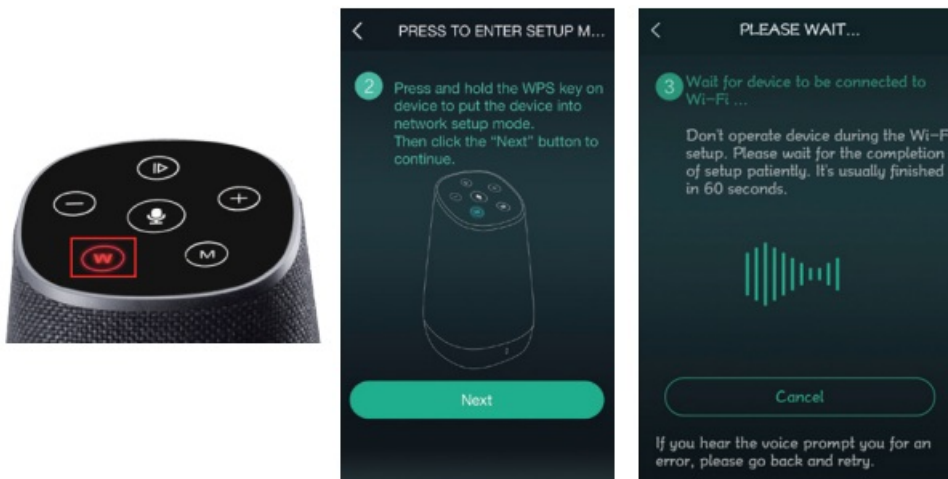 W
M
PRESS TO ENTER SETUP M...
2
Press and hold the WPS key on
device to put the device into
network setup mode.
Then click the “Next” button to
continue.
Next
PLEASE WAIT...
3
Wait for device to be connected to
Wi-Fi ...
Don't operate device during the Wi-F
setup. Please wait for the completion
of setup patiently. It's usually finished
in 60 seconds.
Cancel
If you hear the voice prompt you for an
error, please go back and retry.